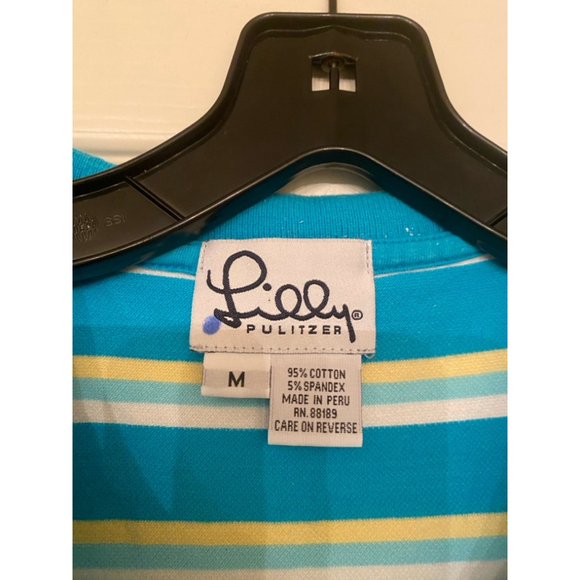 Lilly®
PULITZER
M
95% COTTON
5% SPANDEX
MADE IN PERU
RN. 88189
CARE ON REVERSE